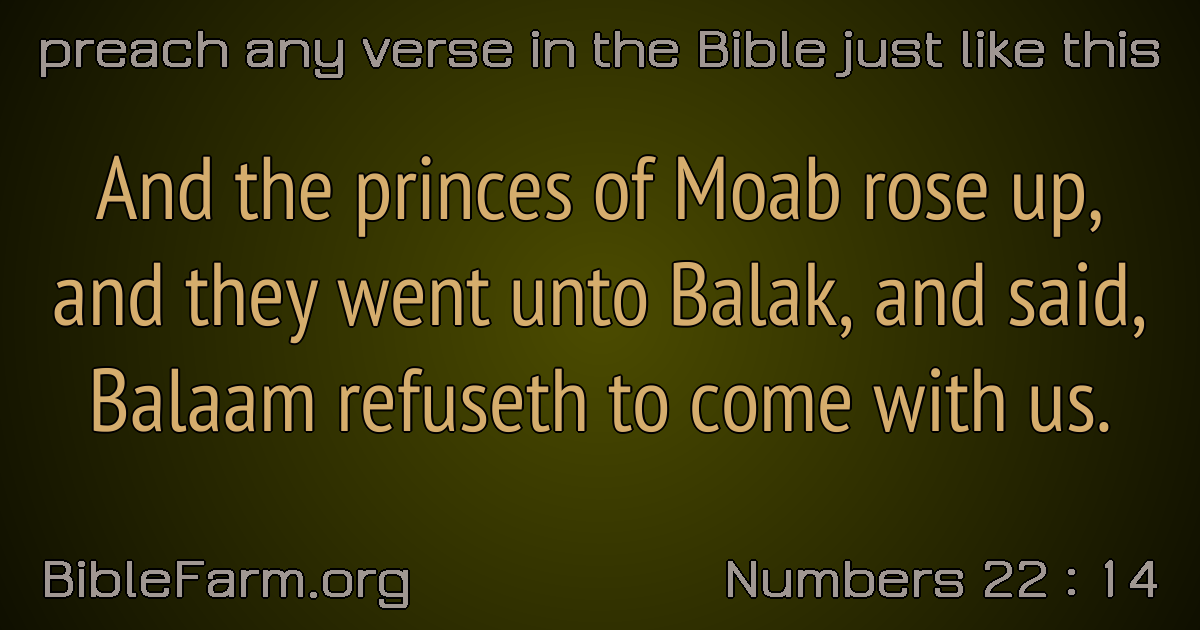 preach any verse in the Bible just like this
And the princes of Moab rose up,
and they went unto Balak, and said,
Balaam refuseth to come with us.
BibleFarm.org
Numbers 22 : 14